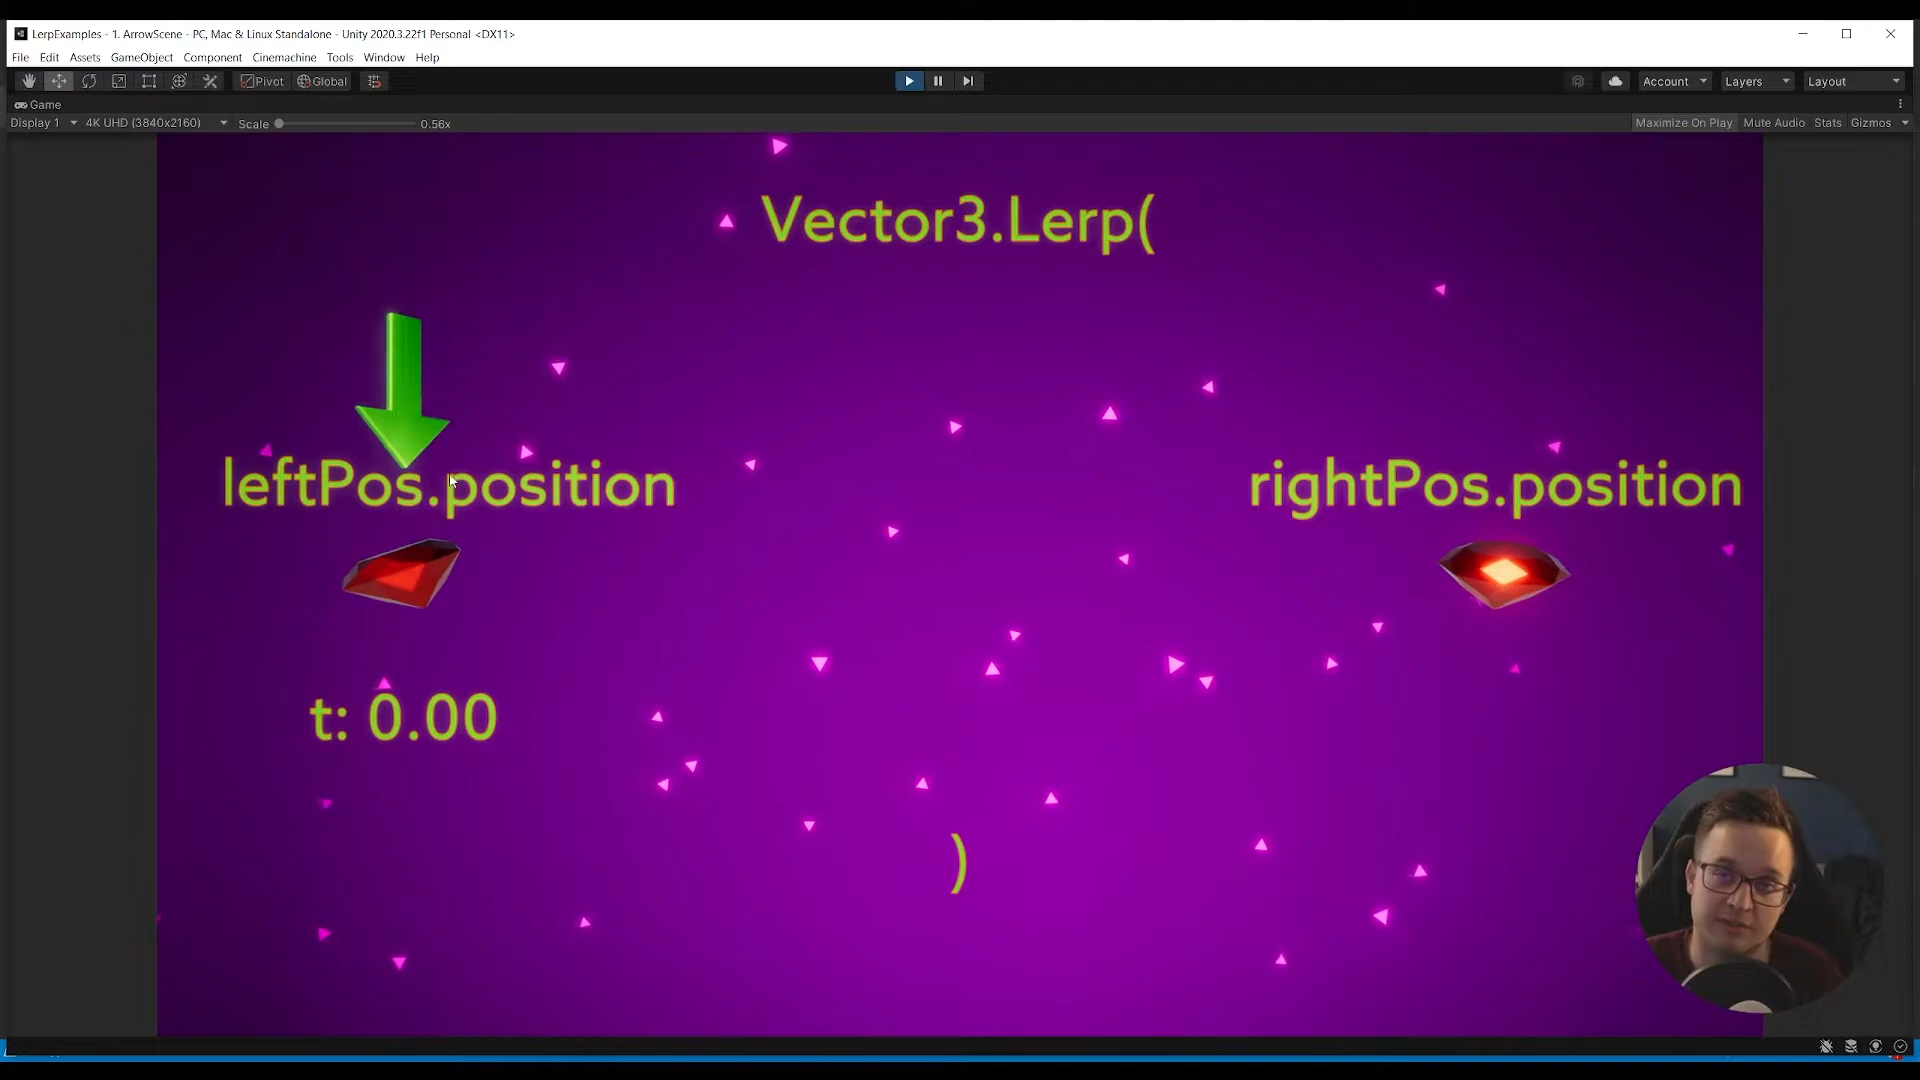 LerpExamples - 1. ArrowScene - PC, Mac & Linux Standalone - Unity 2020.3.22f1 Personal <DX11>
File Edit Assets GameObject Component Cinemachine Tools Window Help
Pivot Global Account Layers Layout
Game
Display 1 4K UHD (3840x2160) Scale 0.56x Maximize On Play Mute Audio Stats Gizmos
Vector3.Lerp(
leftPos.position rightPos.position
t: 0.00
)